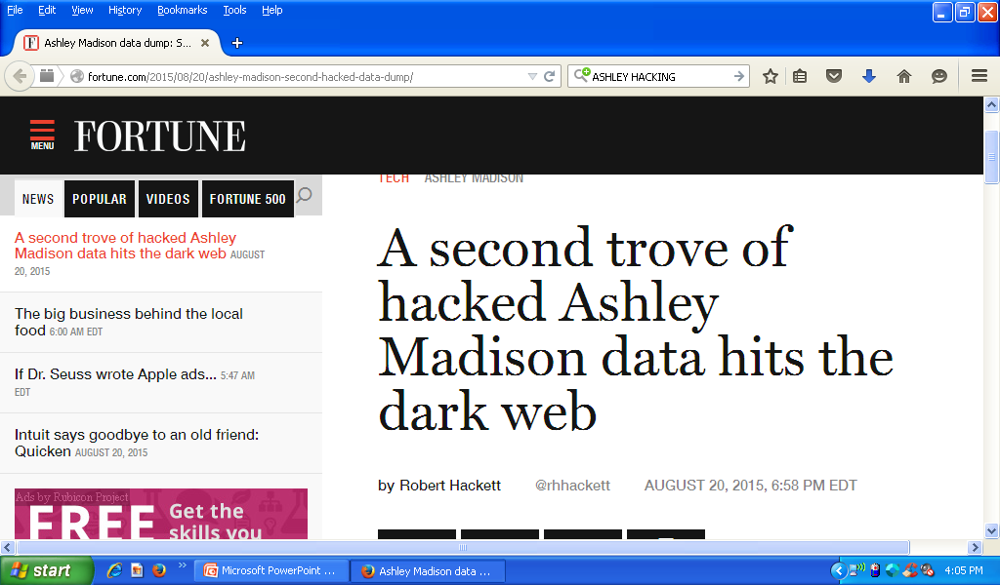 File Edit View History Bookmarks Tools Help
Ashley Madison data dump: S...
fortune.com/2015/08/20/ashley-madison-second-hacked-data-dump/ ASHLEY HACKING
MENU FORTUNE
NEWS POPULAR VIDEOS FORTUNE 500
A second trove of hacked Ashley
Madison data hits the dark web AUGUST
20, 2015
The big business behind the local
food 6:00 AM EDT
If Dr. Seuss wrote Apple ads... 5:47 AM
EDT
Intuit says goodbye to an old friend:
Quicken AUGUST 20, 2015
Ads by Rubicon Project
FREE Get the
skills you
TECH ASHLEY MADISON
A second trove of
hacked Ashley
Madison data hits the
dark web
by Robert Hackett @rhhackett AUGUST 20, 2015, 6:58 PM EDT
start Microsoft PowerPoint ... Ashley Madison data ... 4:05 PM